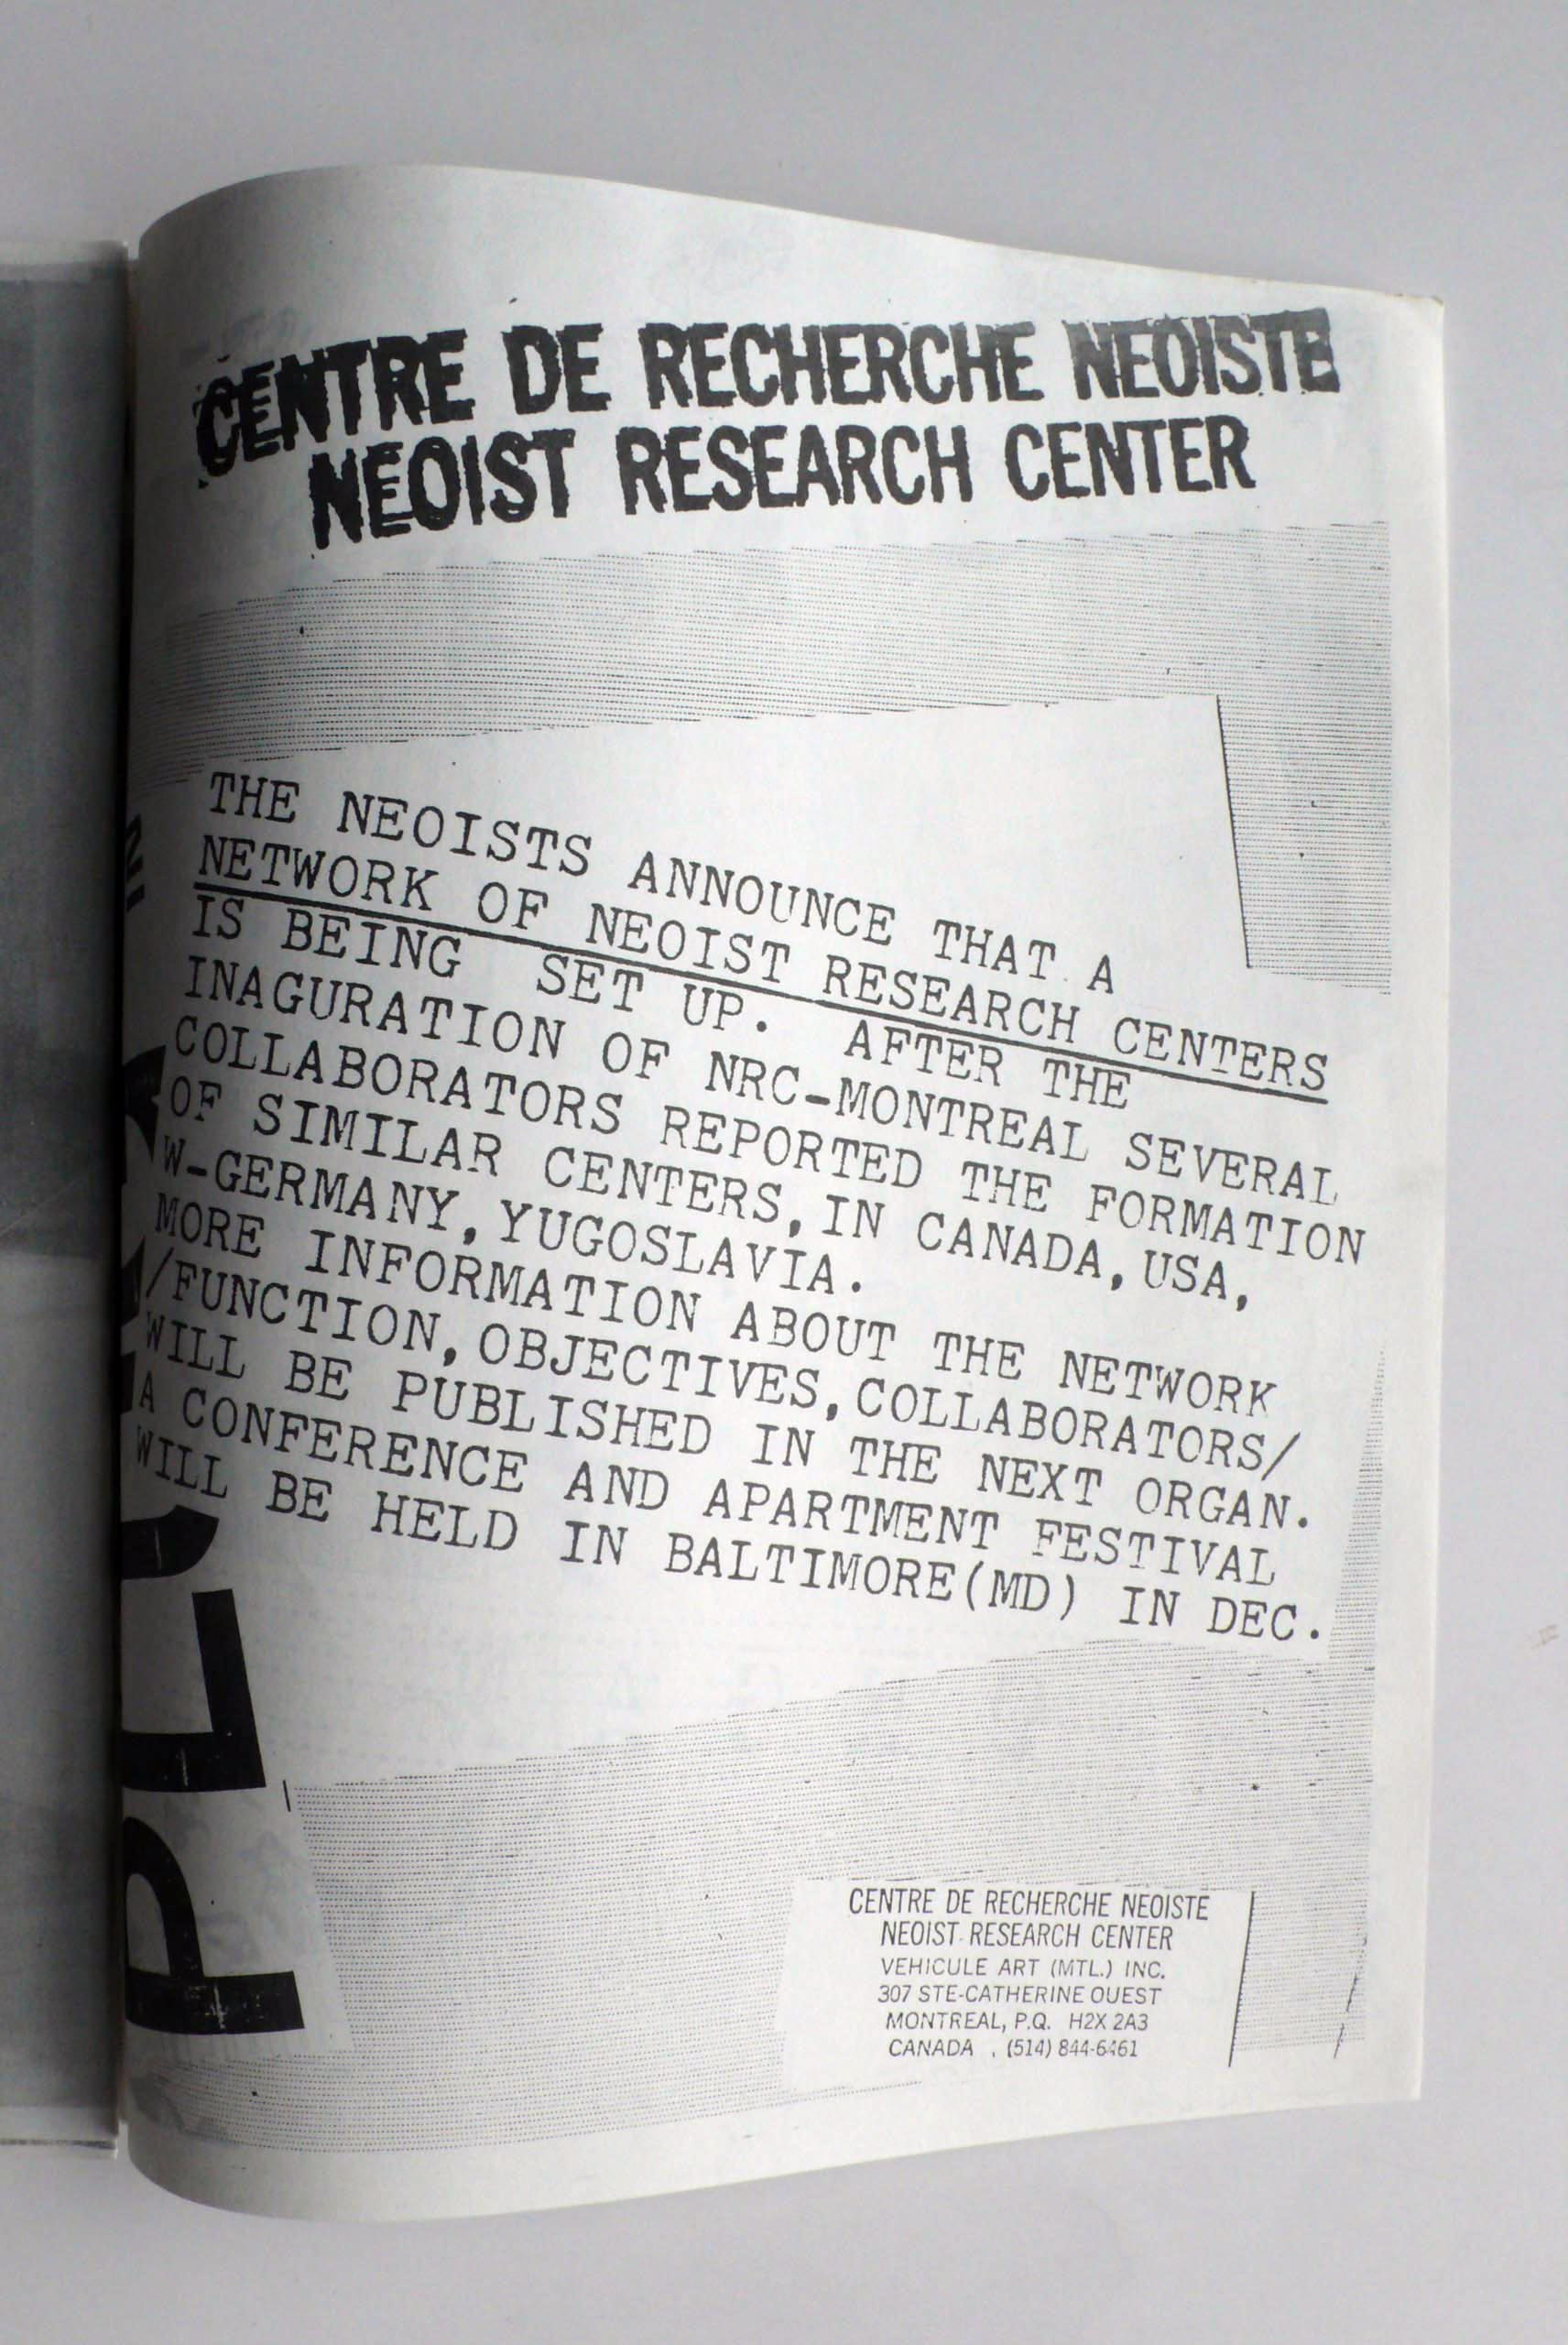 CENTRE DE RECHERCHE NEOISTE
NEOIST RESEARCH CENTER
THE NEOISTS ANNOUNCE THAT A
NETWORK OF NEOIST RESEARCH CENTERS
IS BEING SET UP. AFTER THE
INAGURATION OF NRC-MONTREAL SEVERAL
COLLABORATORS REPORTED THE FORMATION
OF SIMILAR CENTERS, IN CANADA, USA,
W-GERMANY, YUGOSLAVIA.
MORE INFORMATION ABOUT THE NETWORK
/FUNCTION, OBJECTIVES, COLLABORATORS/
WILL BE PUBLISHED IN THE NEXT ORGAN.
A CONFERENCE AND APARTMENT FESTIVAL
WILL BE HELD IN BALTIMORE(MD) IN DEC.
CENTRE DE RECHERCHE NEOISTE
NEOIST RESEARCH CENTER
VEHICULE ART (MTL.) INC.
307 STE-CATHERINE OUEST
MONTREAL, P.Q. H2X 2A3
CANADA , (514) 844-6461